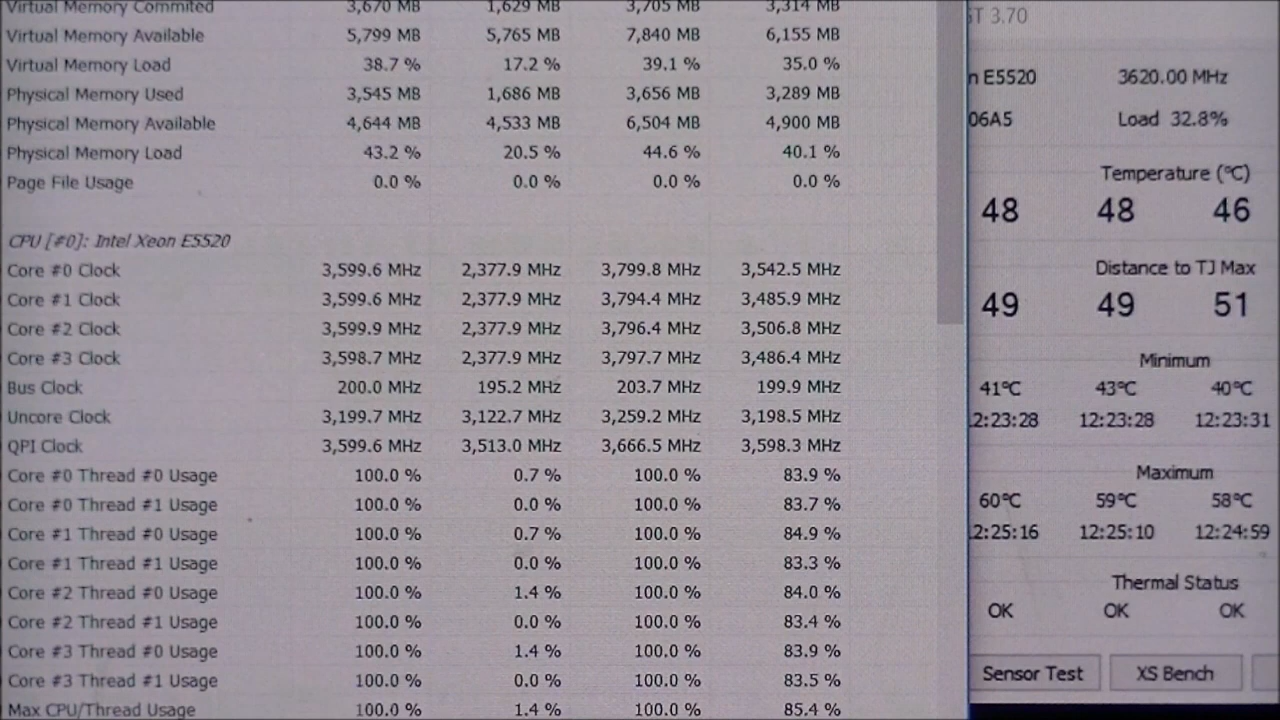 Virtual Memory Commited 3,670 MB 1,629 MB 3,705 MB 3,314 MB
Virtual Memory Available 5,799 MB 5,765 MB 7,840 MB 6,155 MB
Virtual Memory Load 38.7 % 17.2 % 39.1 % 35.0 %
Physical Memory Used 3,545 MB 1,686 MB 3,656 MB 3,289 MB
Physical Memory Available 4,644 MB 4,533 MB 6,504 MB 4,900 MB
Physical Memory Load 43.2 % 20.5 % 44.6 % 40.1 %
Page File Usage 0.0 % 0.0 % 0.0 % 0.0 %
CPU [#0]: Intel Xeon E5520
Core #0 Clock 3,599.6 MHz 2,377.9 MHz 3,799.8 MHz 3,542.5 MHz
Core #1 Clock 3,599.6 MHz 2,377.9 MHz 3,794.4 MHz 3,485.9 MHz
Core #2 Clock 3,599.9 MHz 2,377.9 MHz 3,796.4 MHz 3,506.8 MHz
Core #3 Clock 3,598.7 MHz 2,377.9 MHz 3,797.7 MHz 3,486.4 MHz
Bus Clock 200.0 MHz 195.2 MHz 203.7 MHz 199.9 MHz
Uncore Clock 3,199.7 MHz 3,122.7 MHz 3,259.2 MHz 3,198.5 MHz
QPI Clock 3,599.6 MHz 3,513.0 MHz 3,666.5 MHz 3,598.3 MHz
Core #0 Thread #0 Usage 100.0 % 0.7 % 100.0 % 83.9 %
Core #0 Thread #1 Usage 100.0 % 0.0 % 100.0 % 83.7 %
Core #1 Thread #0 Usage 100.0 % 0.7 % 100.0 % 84.9 %
Core #1 Thread #1 Usage 100.0 % 0.0 % 100.0 % 83.3 %
Core #2 Thread #0 Usage 100.0 % 1.4 % 100.0 % 84.0 %
Core #2 Thread #1 Usage 100.0 % 0.0 % 100.0 % 83.4 %
Core #3 Thread #0 Usage 100.0 % 1.4 % 100.0 % 83.9 %
Core #3 Thread #1 Usage 100.0 % 0.0 % 100.0 % 83.5 %
Max CPU/Thread Usage 100.0 % 1.4 % 100.0 % 85.4 %
T 3.70
n E5520 3620.00 MHz
06A5 Load 32.8%
Temperature (℃)
48 48 46
Distance to TJ Max
49 49 51
Minimum
41℃ 43℃ 40℃
2:23:28 12:23:28 12:23:31
Maximum
60℃ 59℃ 58℃
2:25:16 12:25:10 12:24:59
Thermal Status
OK OK OK
Sensor Test XS Bench